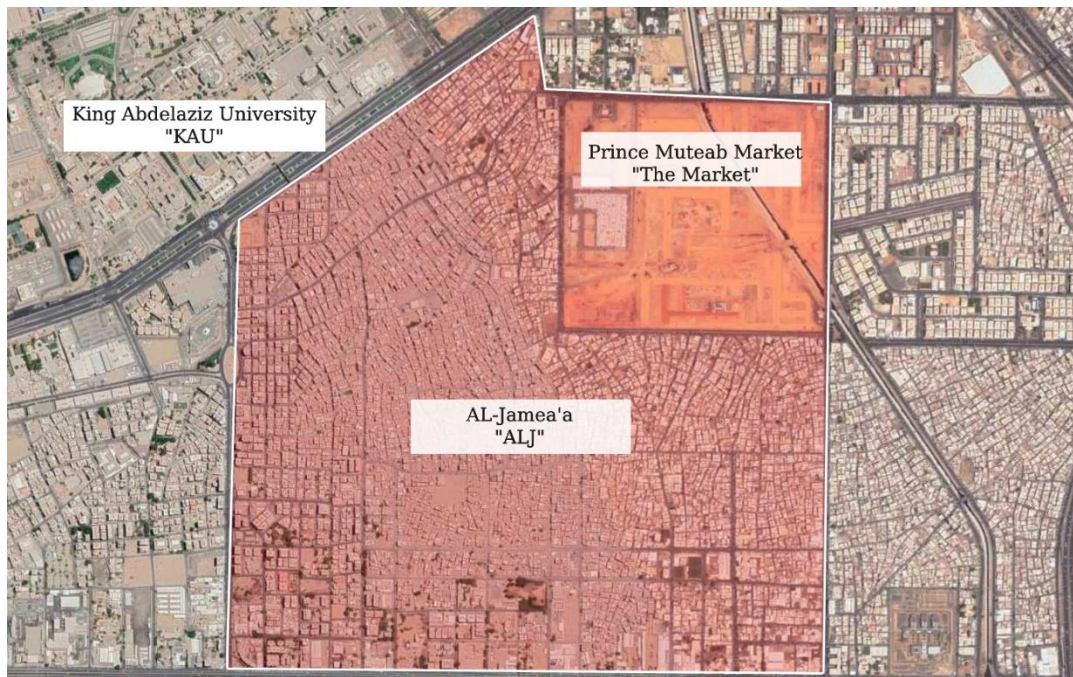 King Abdelaziz University
"KAU"
Prince Muteab Market
"The Market"
AL-Jamea'a
"ALJ"